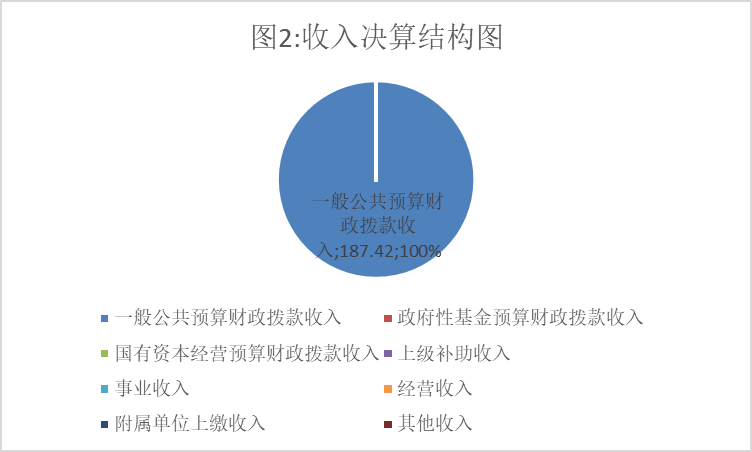 图2:收入决算结构图
一般公共预算财
政拨款收
入;187.42;100%
一般公共预算财政拨款收入
政府性基金预算财政拨款收入
国有资本经营预算财政拨款收入
上级补助收入
事业收入
经营收入
附属单位上缴收入
其他收入